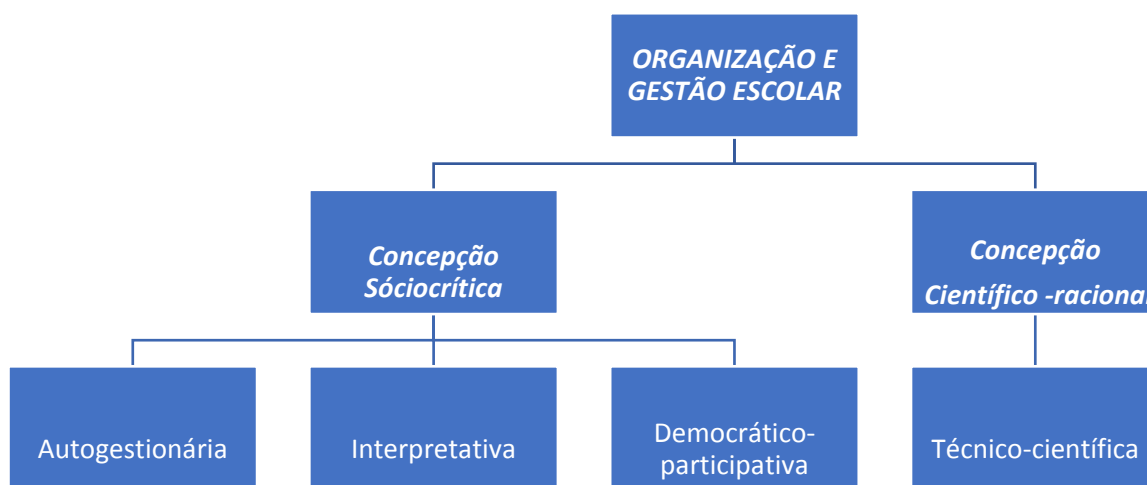 ORGANIZAÇÃO E
GESTÃO ESCOLAR
Concepção
Sóciocrítica
Concepção
Científico -racional
Autogestionária
Interpretativa
Democrático-
participativa
Técnico-científica